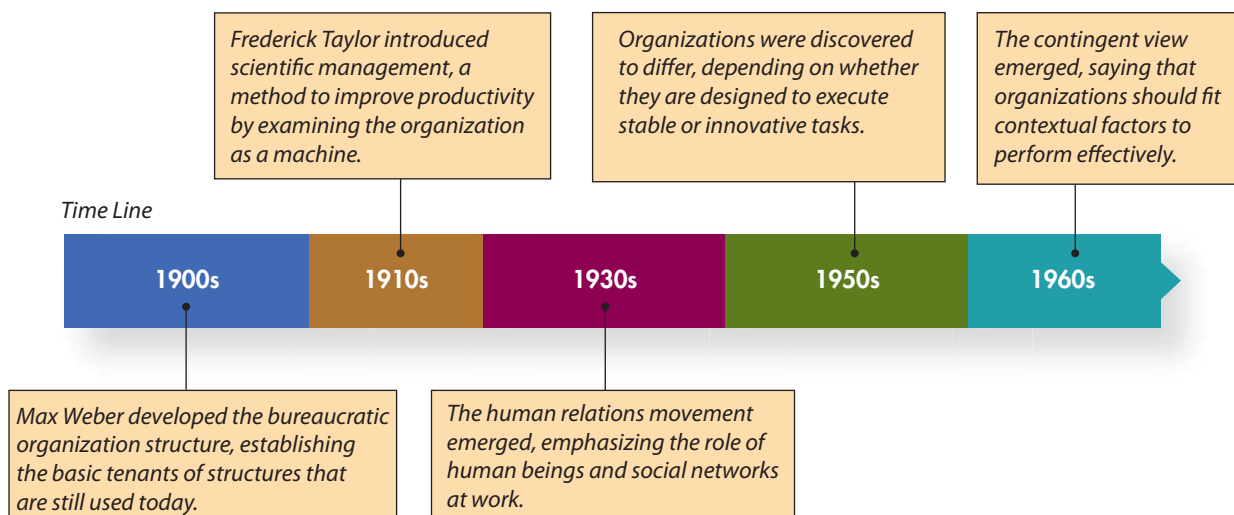 Frederick Taylor introduced
scientific management, a
method to improve productivity
by examining the organization
as a machine.
Organizations were discovered
to differ, depending on whether
they are designed to execute
stable or innovative tasks.
The contingent view
emerged, saying that
organizations should fit
contextual factors to
perform effectively.
Time Line
1900s
1910s
1930s
1950s
1960s
Max Weber developed the bureaucratic
organization structure, establishing
the basic tenants of structures that
are still used today.
The human relations movement
emerged, emphasizing the role of
human beings and social networks
at work.